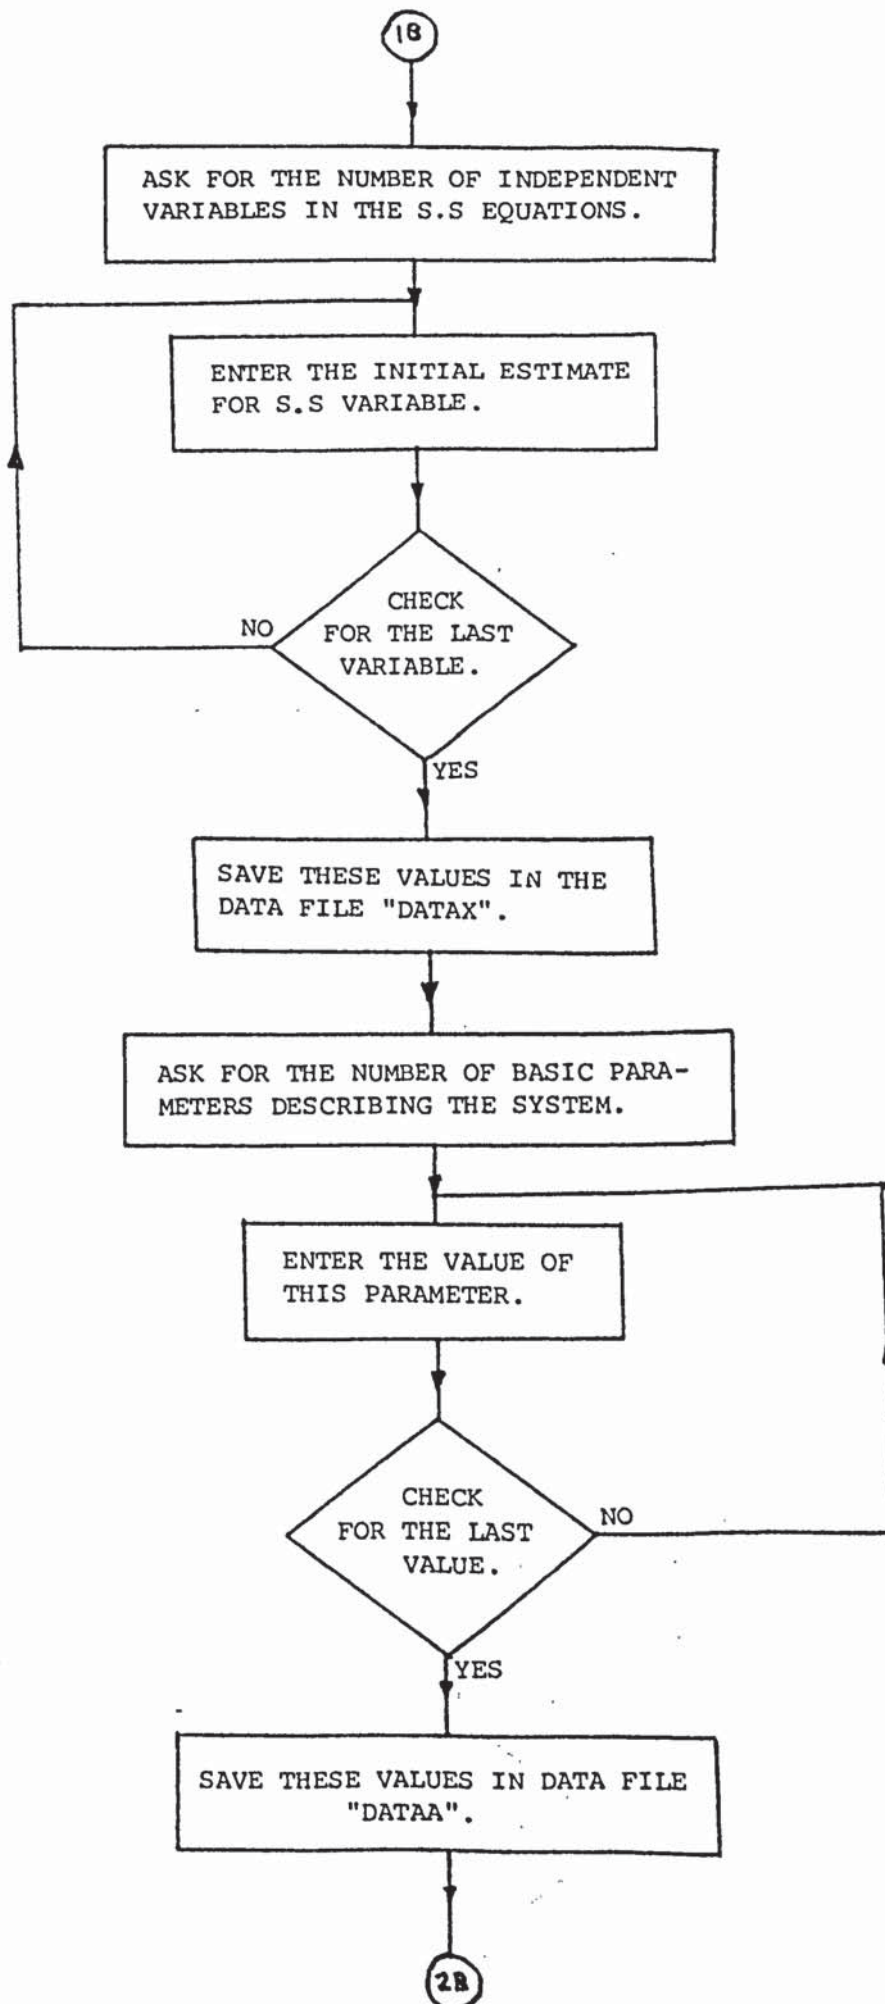 1B
ASK FOR THE NUMBER OF INDEPENDENT
VARIABLES IN THE S.S EQUATIONS.
ENTER THE INITIAL ESTIMATE
FOR S.S VARIABLE.
CHECK
FOR THE LAST
VARIABLE.
NO
YES
SAVE THESE VALUES IN THE
DATA FILE "DATAX".
ASK FOR THE NUMBER OF BASIC PARA-
METERS DESCRIBING THE SYSTEM.
ENTER THE VALUE OF
THIS PARAMETER.
CHECK
FOR THE LAST
VALUE.
NO
YES
SAVE THESE VALUES IN DATA FILE
"DATAA".
2B